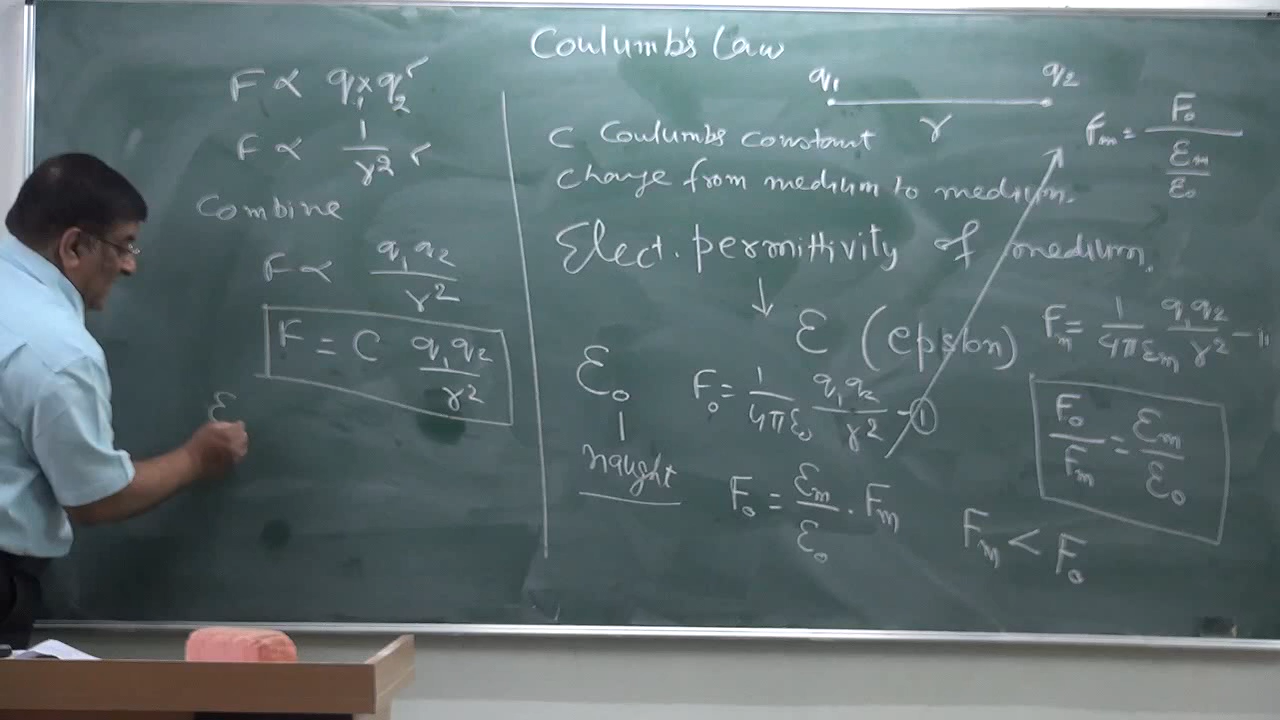 Coulumb's Law
F ∝ q₁ × q₂ ✓
F ∝ 1/r² ✓
Combine
F ∝ q₁q₂/r²
F = C q₁q₂/r²
ε
q₁ q₂
r
C Coulumbs constant
change from medium to medium.
Elect. permittivity of medium.
↓
ε (epsilon)
ε₀
naught
F₀ = 1/4πε₀ q₁q₂/r² – ①
F₀ = εm/ε₀ . Fm
Fm = F₀/(εm/ε₀)
Fm = 1/4πεm q₁q₂/r² – 11
F₀/Fm = εm/ε₀
Fm < F₀